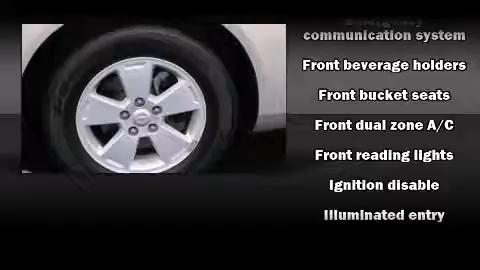 communication system
Front beverage holders
Front bucket seats
Front dual zone A/C
Front reading lights
Ignition disable
Illuminated entry